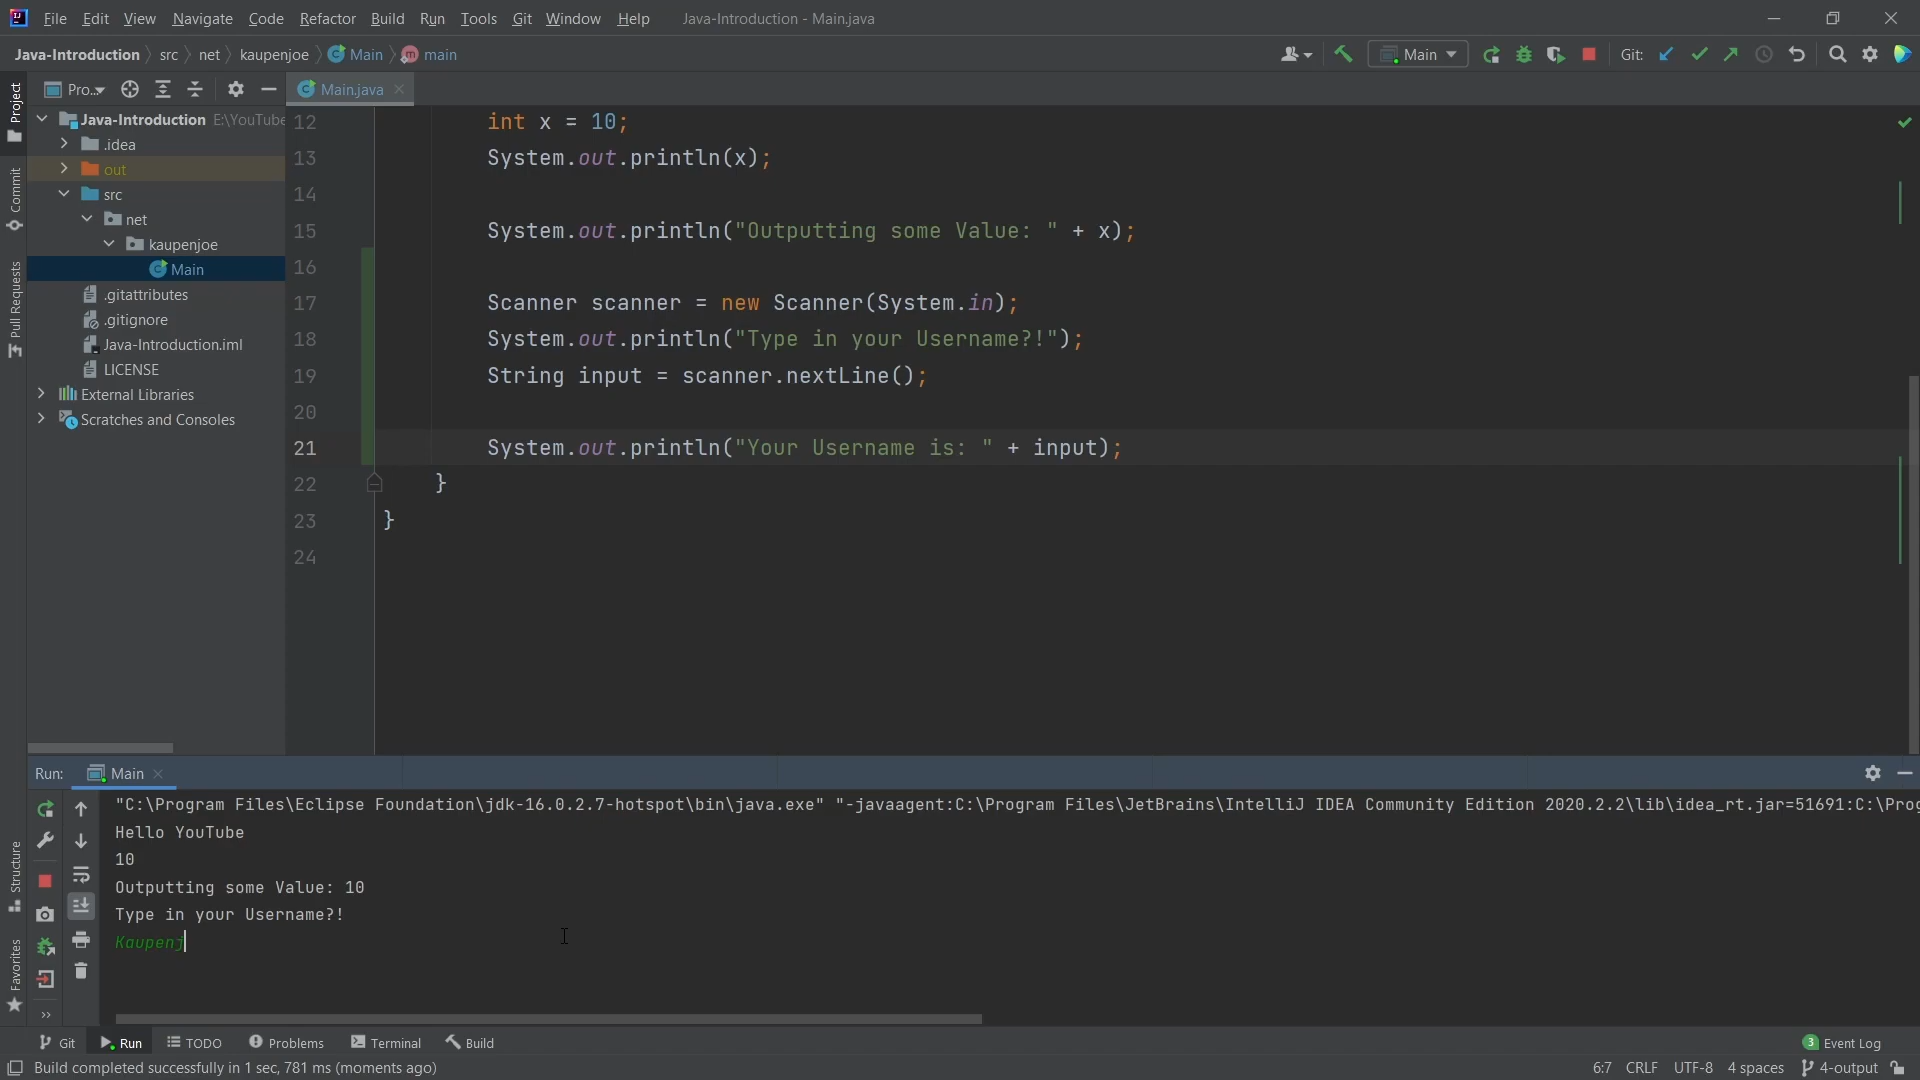 File Edit View Navigate Code Refactor Build Run Tools Git Window Help Java-Introduction - Main.java
Java-Introduction src net kaupenjoe Main main Main Git:
Project
Commit
Pull Requests
Structure
Favorites
Pro..
Java-Introduction E:\YouTube
.idea
out
src
net
kaupenjoe
Main
.gitattributes
.gitignore
Java-Introduction.iml
LICENSE
External Libraries
Scratches and Consoles
Main.java
12 int x = 10;
13 System.out.println(x);
14
15 System.out.println("Outputting some Value: " + x);
16
17 Scanner scanner = new Scanner(System.in);
18 System.out.println("Type in your Username?!");
19 String input = scanner.nextLine();
20
21 System.out.println("Your Username is: " + input);
22 }
23 }
24
Run: Main
"C:\Program Files\Eclipse Foundation\jdk-16.0.2.7-hotspot\bin\java.exe" "-javaagent:C:\Program Files\JetBrains\IntelliJ IDEA Community Edition 2020.2.2\lib\idea_rt.jar=51691:C:\Prog
Hello YouTube
10
Outputting some Value: 10
Type in your Username?!
Kaupenj
Git Run TODO Problems Terminal Build 3 Event Log
Build completed successfully in 1 sec, 781 ms (moments ago) 6:7 CRLF UTF-8 4 spaces 4-output